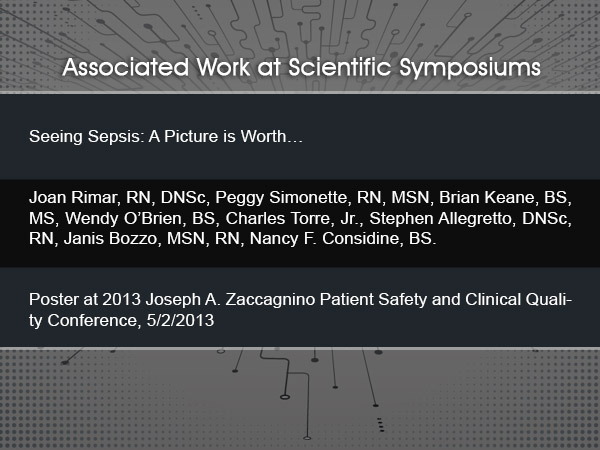 Associated Work at Scientific Symposiums
Seeing Sepsis: A Picture is Worth…
Joan Rimar, RN, DNSc, Peggy Simonette, RN, MSN, Brian Keane, BS,
MS, Wendy O’Brien, BS, Charles Torre, Jr., Stephen Allegretto, DNSc,
RN, Janis Bozzo, MSN, RN, Nancy F. Considine, BS.
Poster at 2013 Joseph A. Zaccagnino Patient Safety and Clinical Quali-
ty Conference, 5/2/2013